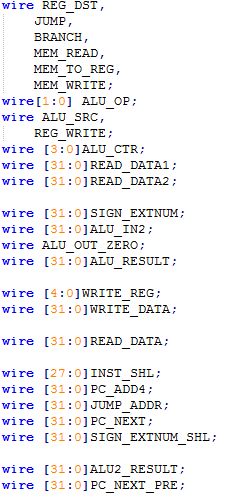 wire REG_DST,
JUMP,
BRANCH,
MEM_READ,
MEM_TO_REG,
MEM_WRITE;
wire[1:0] ALU_OP;
wire ALU_SRC,
REG_WRITE;
wire [3:0]ALU_CTR;
wire [31:0]READ_DATA1;
wire [31:0]READ_DATA2;
wire [31:0]SIGN_EXTNUM;
wire [31:0]ALU_IN2;
wire ALU_OUT_ZERO;
wire [31:0]ALU_RESULT;
wire [4:0]WRITE_REG;
wire [31:0]WRITE_DATA;
wire [31:0]READ_DATA;
wire [27:0]INST_SHL;
wire [31:0]PC_ADD4;
wire [31:0]JUMP_ADDR;
wire [31:0]PC_NEXT;
wire [31:0]SIGN_EXTNUM_SHL;
wire [31:0]ALU2_RESULT;
wire [31:0]PC_NEXT_PRE;